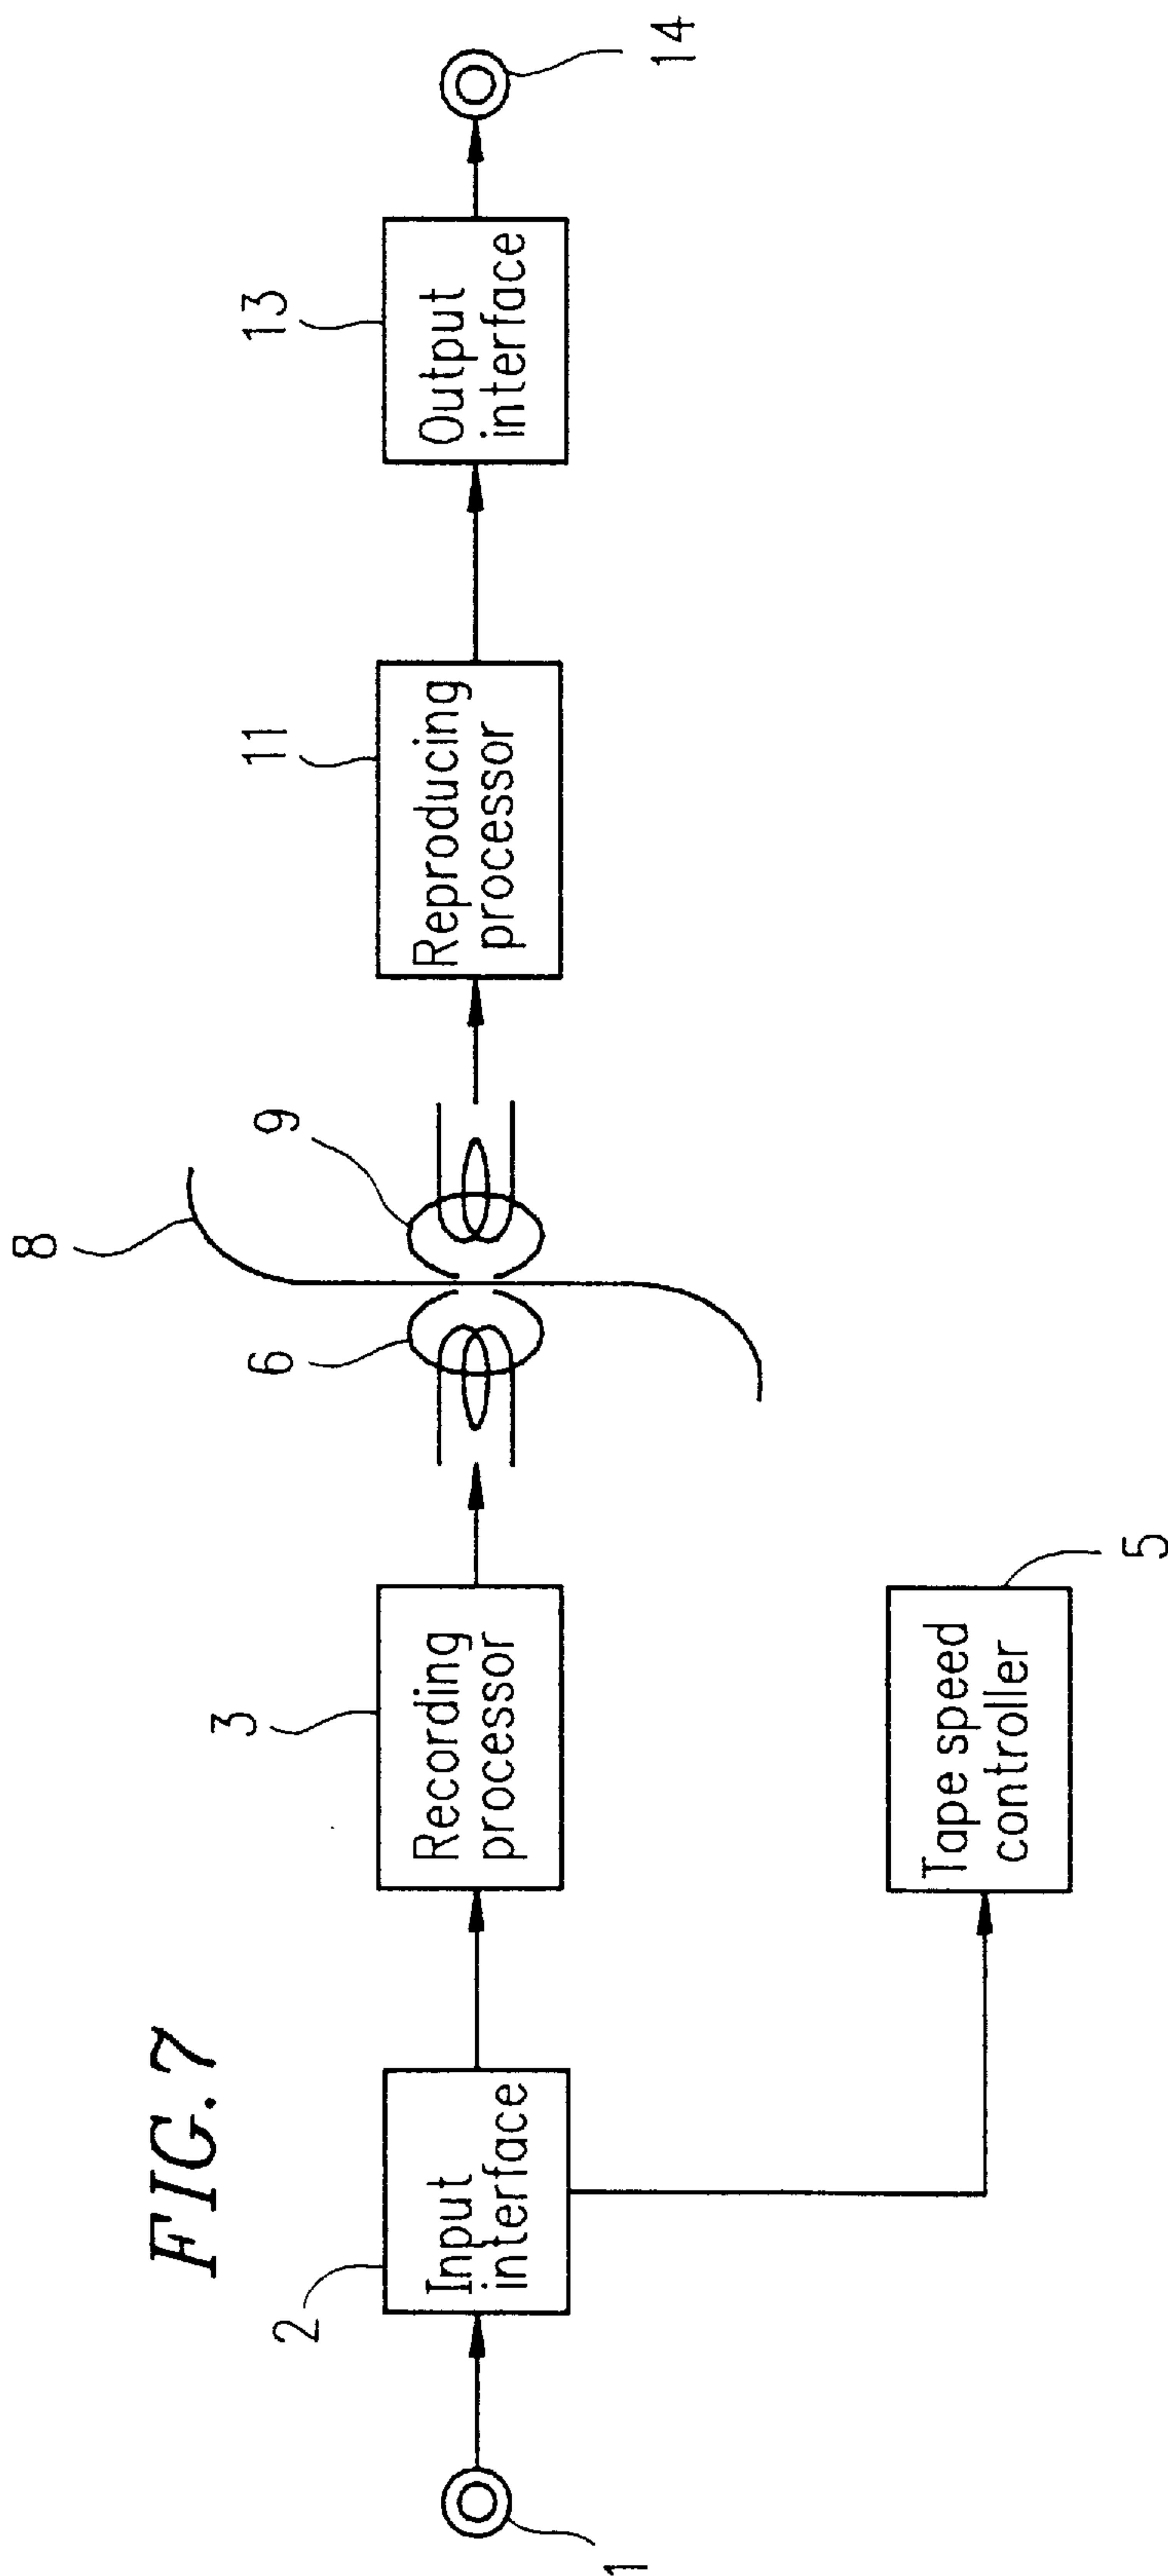 FIG.7
1
2
Input
interface
3
Recording
processor
5
Tape speed
controller
6
8
9
11
Reproducing
processor
13
Output
interface
14